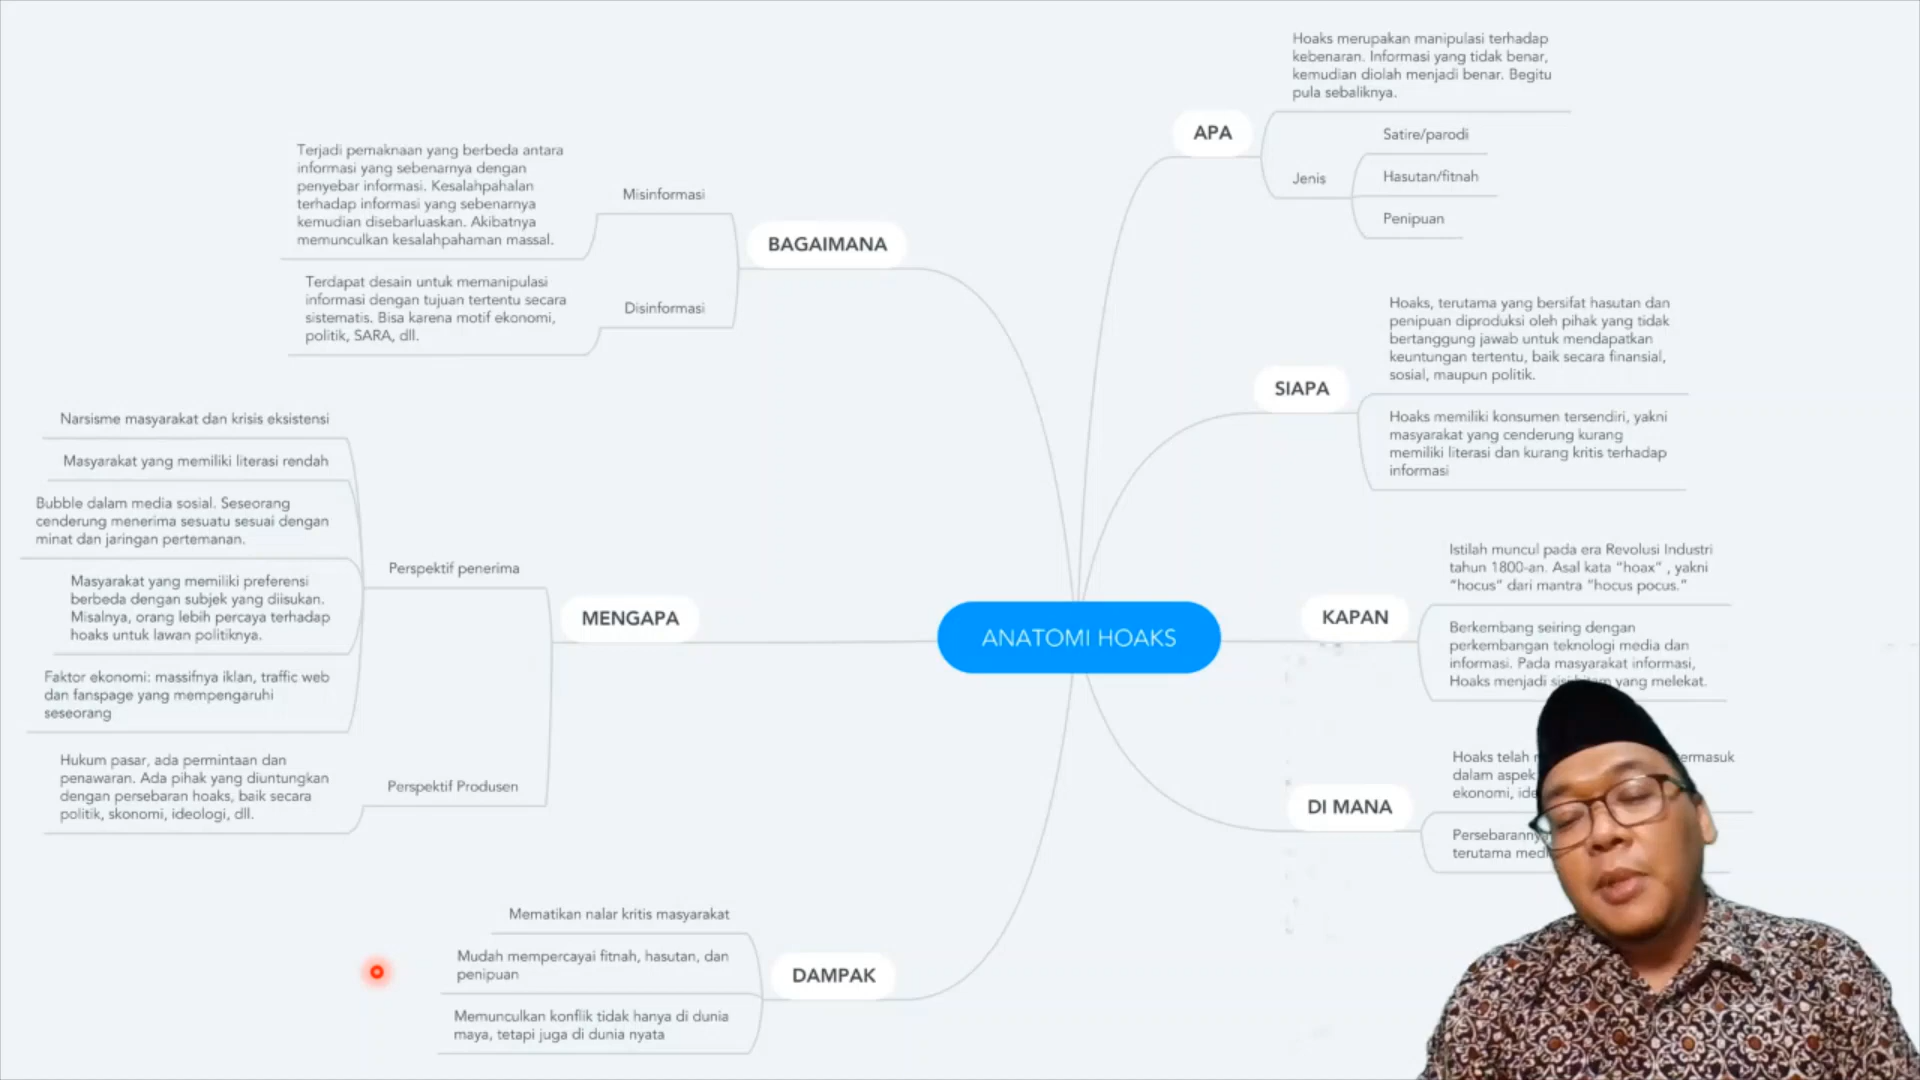 ANATOMI HOAKS
APA
Hoaks merupakan manipulasi terhadap
kebenaran. Informasi yang tidak benar,
kemudian diolah menjadi benar. Begitu
pula sebaliknya.
Jenis
Satire/parodi
Hasutan/fitnah
Penipuan
SIAPA
Hoaks, terutama yang bersifat hasutan dan
penipuan diproduksi oleh pihak yang tidak
bertanggung jawab untuk mendapatkan
keuntungan tertentu, baik secara finansial,
sosial, maupun politik.
Hoaks memiliki konsumen tersendiri, yakni
masyarakat yang cenderung kurang
memiliki literasi dan kurang kritis terhadap
informasi
KAPAN
Istilah muncul pada era Revolusi Industri
tahun 1800-an. Asal kata "hoax" , yakni
"hocus" dari mantra "hocus pocus."
Berkembang seiring dengan
perkembangan teknologi media dan
informasi. Pada masyarakat informasi,
Hoaks menjadi yang melekat.
DI MANA
Hoaks telah
dalam aspek
ekonomi,
terutama
BAGAIMANA
Misinformasi
Terjadi pemaknaan yang berbeda antara
informasi yang sebenarnya dengan
penyebar informasi. Kesalahpahalan
terhadap informasi yang sebenarnya
kemudian disebarluaskan. Akibatnya
memunculkan kesalahpahaman massal.
Disinformasi
Terdapat desain untuk memanipulasi
informasi dengan tujuan tertentu secara
sistematis. Bisa karena motif ekonomi,
politik, SARA, dll.
MENGAPA
Perspektif penerima
Narsisme masyarakat dan krisis eksistensi
Masyarakat yang memiliki literasi rendah
Bubble dalam media sosial. Seseorang
cenderung menerima sesuatu sesuai dengan
minat dan jaringan pertemanan.
Masyarakat yang memiliki preferensi
berbeda dengan subjek yang diisukan.
Misalnya, orang lebih percaya terhadap
hoaks untuk lawan politiknya.
Faktor ekonomi: massifnya iklan, traffic web
dan fanspage yang mempengaruhi
seseorang
Perspektif Produsen
Hukum pasar, ada permintaan dan
penawaran. Ada pihak yang diuntungkan
dengan persebaran hoaks, baik secara
politik, skonomi, ideologi, dll.
DAMPAK
Mematikan nalar kritis masyarakat
Mudah mempercayai fitnah, hasutan, dan
penipuan
Memunculkan konflik tidak hanya di dunia
maya, tetapi juga di dunia nyata